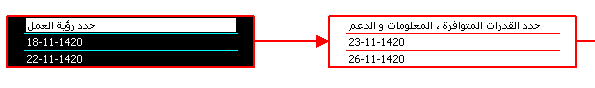 حدد رؤية العمل
18-11-1420
22-11-1420
حدد القدرات المتوافرة ، المعلومات و الدعم
23-11-1420
26-11-1420